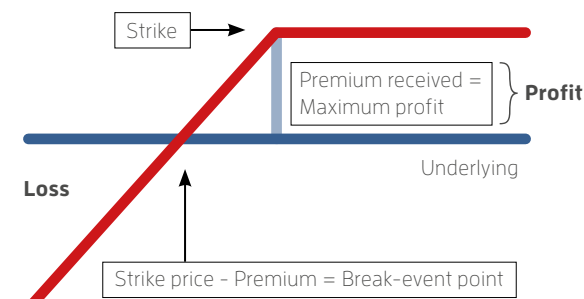 Strike
Premium received =
Maximum profit
Profit
Underlying
Loss
Strike price - Premium = Break-event point